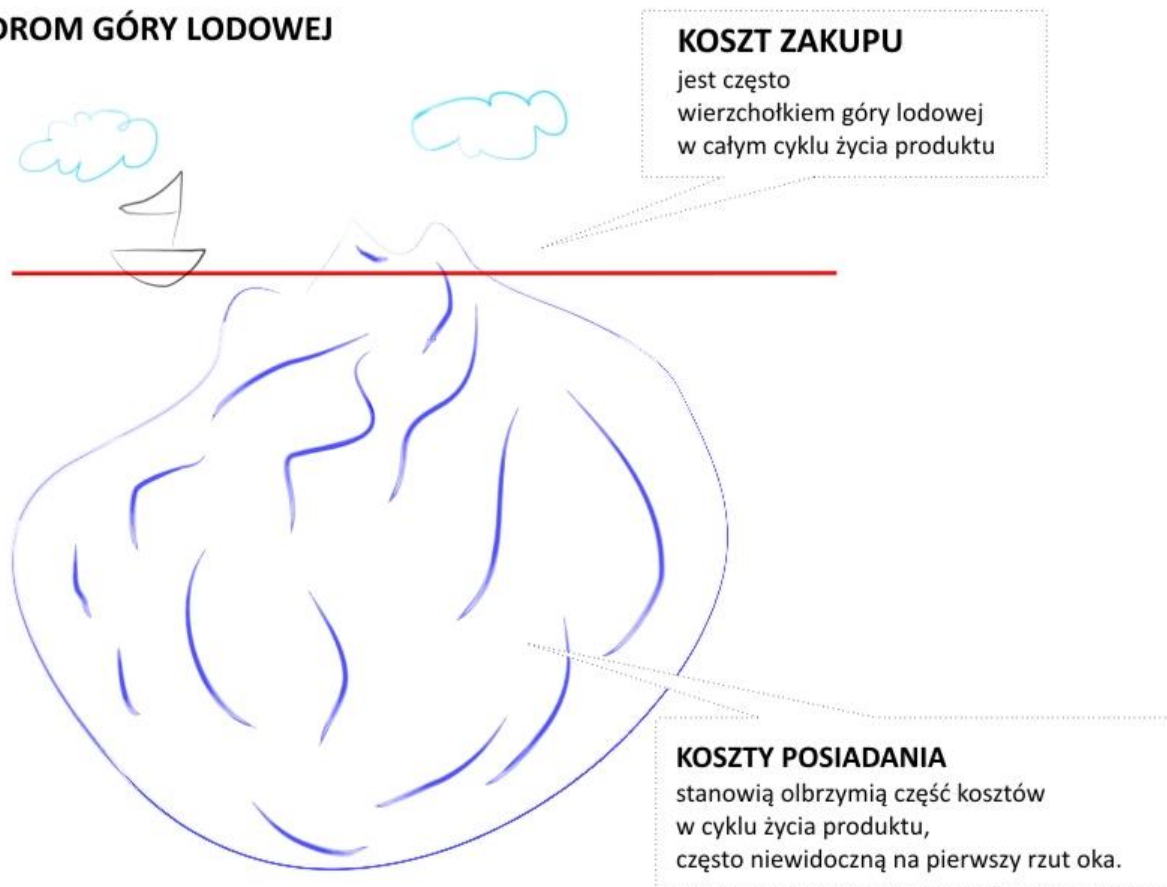 DROM GÓRY LODOWEJ
KOSZT ZAKUPU
jest często
wierzchołkiem góry lodowej
w całym cyklu życia produktu
KOSZTY POSIADANIA
stanowią olbrzymią część kosztów
w cyklu życia produktu,
często niewidoczną na pierwszy rzut oka.